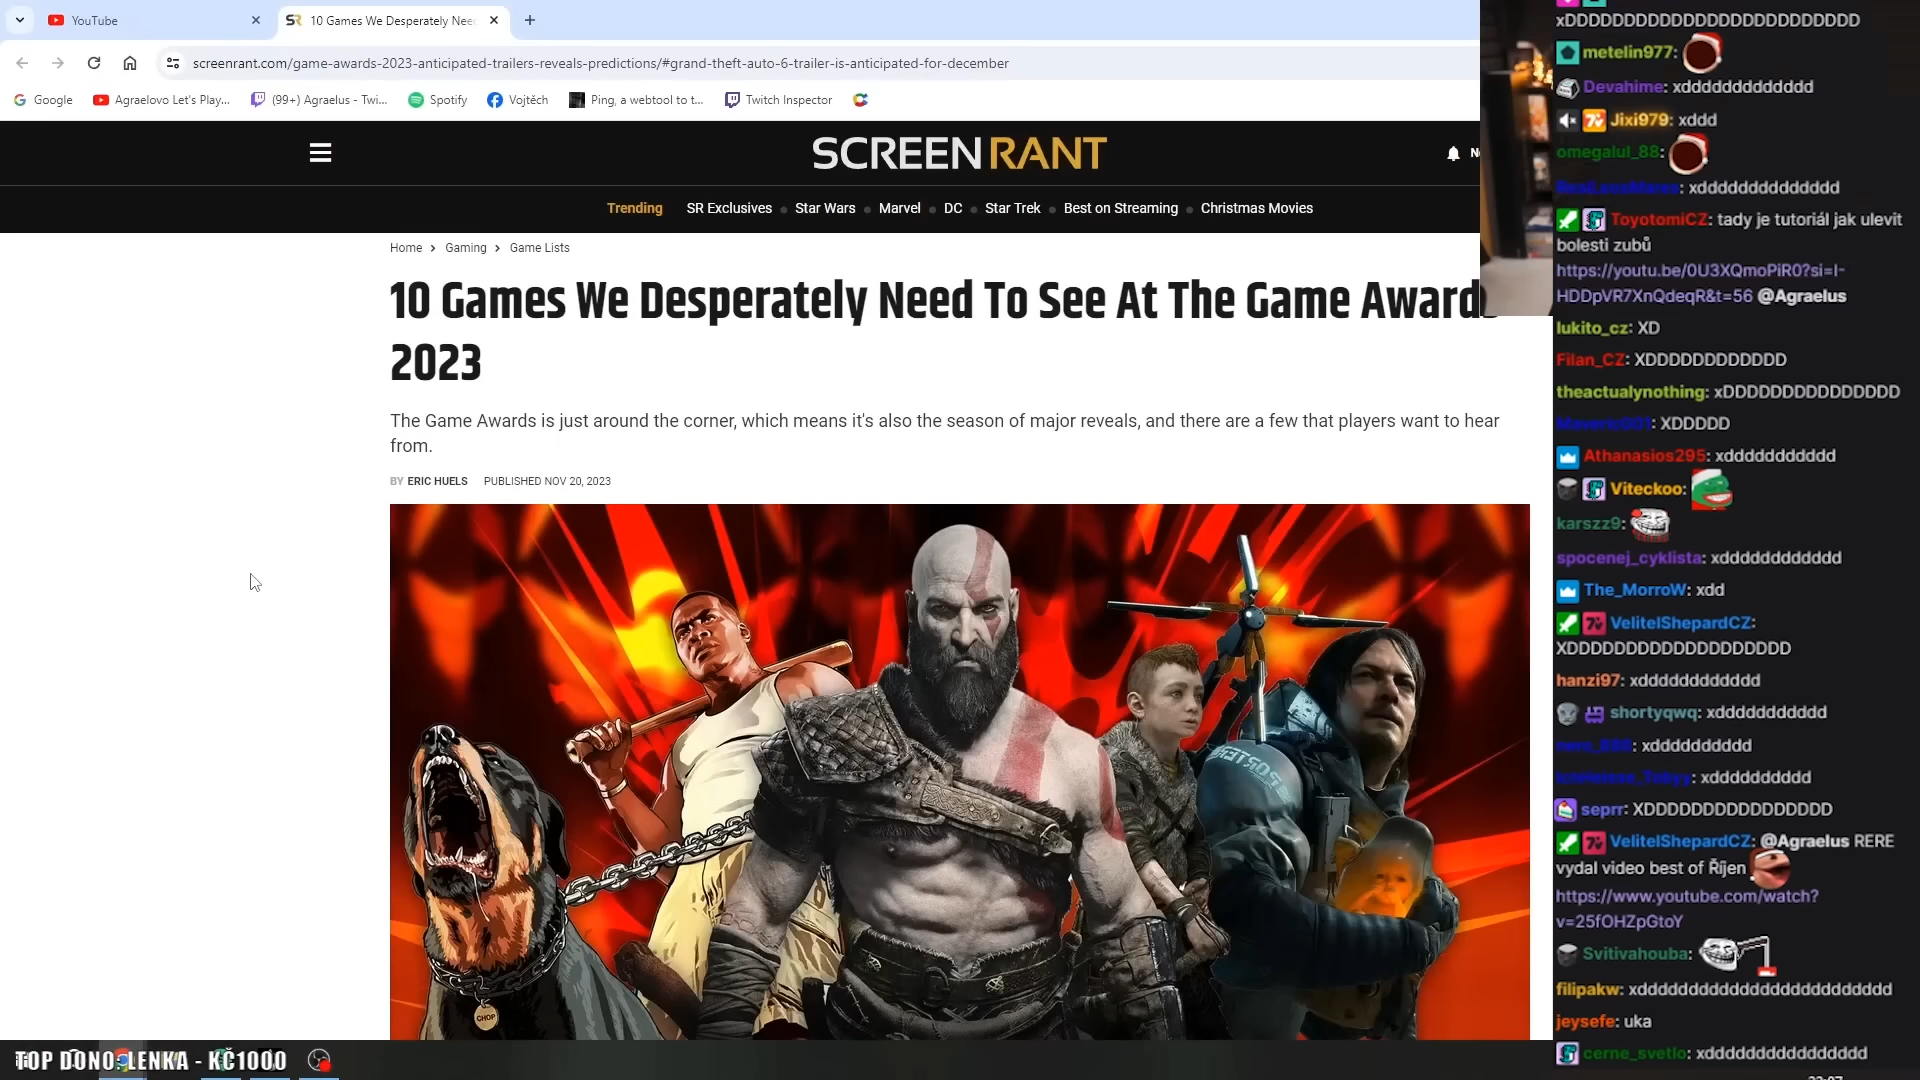 YouTube
10 Games We Desperately Nee
screenrant.com/game-awards-2023-anticipated-trailers-reveals-predictions/#grand-theft-auto-6-trailer-is-anticipated-for-december
Google
Agraelovo Let's Play...
(99+) Agraelus - Twi...
Spotify
Vojtěch
Ping, a webtool to t...
Twitch Inspector
SCREENRANT
Trending
SR Exclusives
Star Wars
Marvel
DC
Star Trek
Best on Streaming
Christmas Movies
Home > Gaming > Game Lists
10 Games We Desperately Need To See At The Game Awards
2023
The Game Awards is just around the corner, which means it's also the season of major reveals, and there are a few that players want to hear
from.
BY ERIC HUELS PUBLISHED NOV 20, 2023
PORTER
CHOP
TOP DONO: LENKA - KČ1000
xDDDDDDDDDDDDDDDDDDDDDDDDDD
metelin977:
Devahime: xddddddddddddd
Jixi979: xddd
omegalul_88:
: xdddddddddddddd
ToyotomiCZ: tady je tutoriál jak ulevit
bolesti zubů
https://youtu.be/0U3XQmoPiR0?si=I-
HDDpVR7XnQdeqR&t=56 @Agraelus
lukito_cz: XD
Filan_CZ: XDDDDDDDDDDDD
theactualynothing: xDDDDDDDDDDDDDDD
Maveric001: XDDDDD
Athanasios295: xddddddddddd
Viteckoo:
karszz9:
spocenej_cyklista: xdddddddddddd
The_MorroW: xdd
VelitelShepardCZ:
XDDDDDDDDDDDDDDDDDDDD
hanzi97: xdddddddddddd
shortyqwq: xddddddddddd
: xdddddddddd
: xdddddddddd
seprr: XDDDDDDDDDDDDDDDD
VelitelShepardCZ: @Agraelus RERE
vydal video best of Říjen
https://www.youtube.com/watch?
v=25fOHZpGtoY
Svitivahouba:
filipakw: xddddddddddddddddddddddddd
jeysefe: uka
cerne_svetlo: xdddddddddddddddd